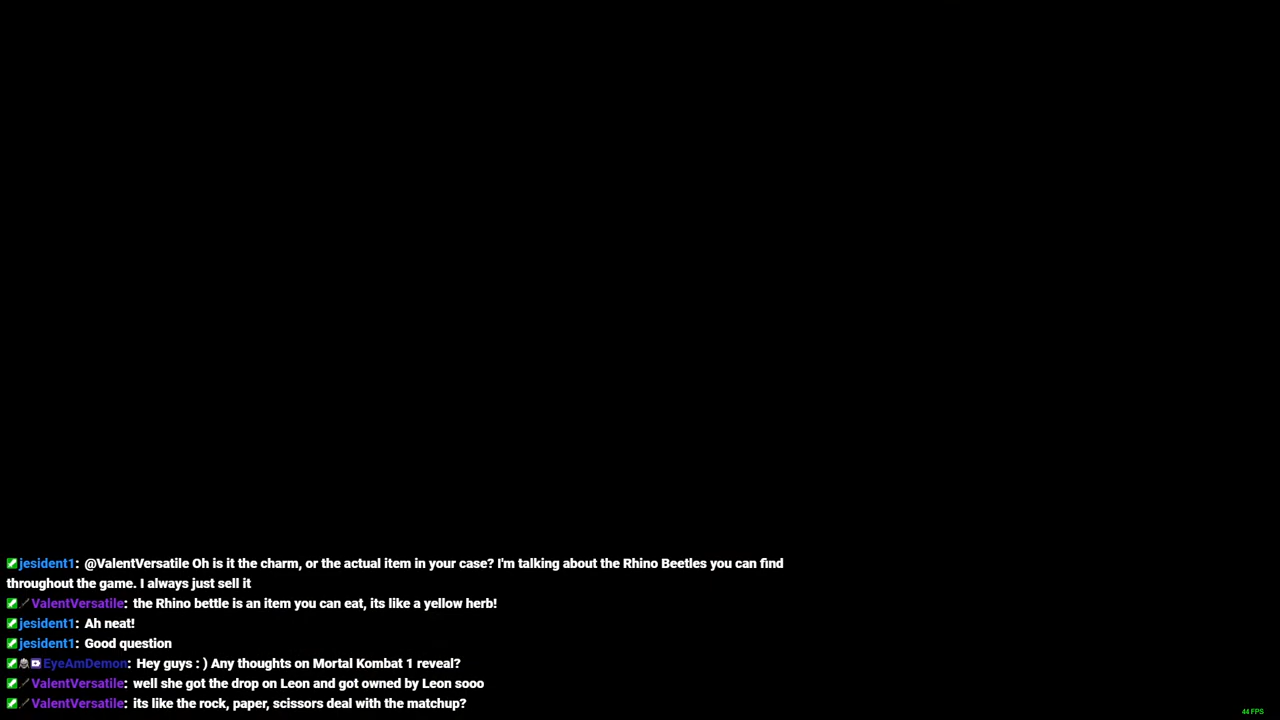 jesident1: @ValentVersatile Oh is it the charm, or the actual item in your case? I'm talking about the Rhino Beetles you can find
throughout the game. I always just sell it
ValentVersatile: the Rhino bettle is an item you can eat, its like a yellow herb!
jesident1: Ah neat!
jesident1: Good question
EyeAmDemon: Hey guys : ) Any thoughts on Mortal Kombat 1 reveal?
ValentVersatile: well she got the drop on Leon and got owned by Leon sooo
ValentVersatile: its like the rock, paper, scissors deal with the matchup?
44 FPS